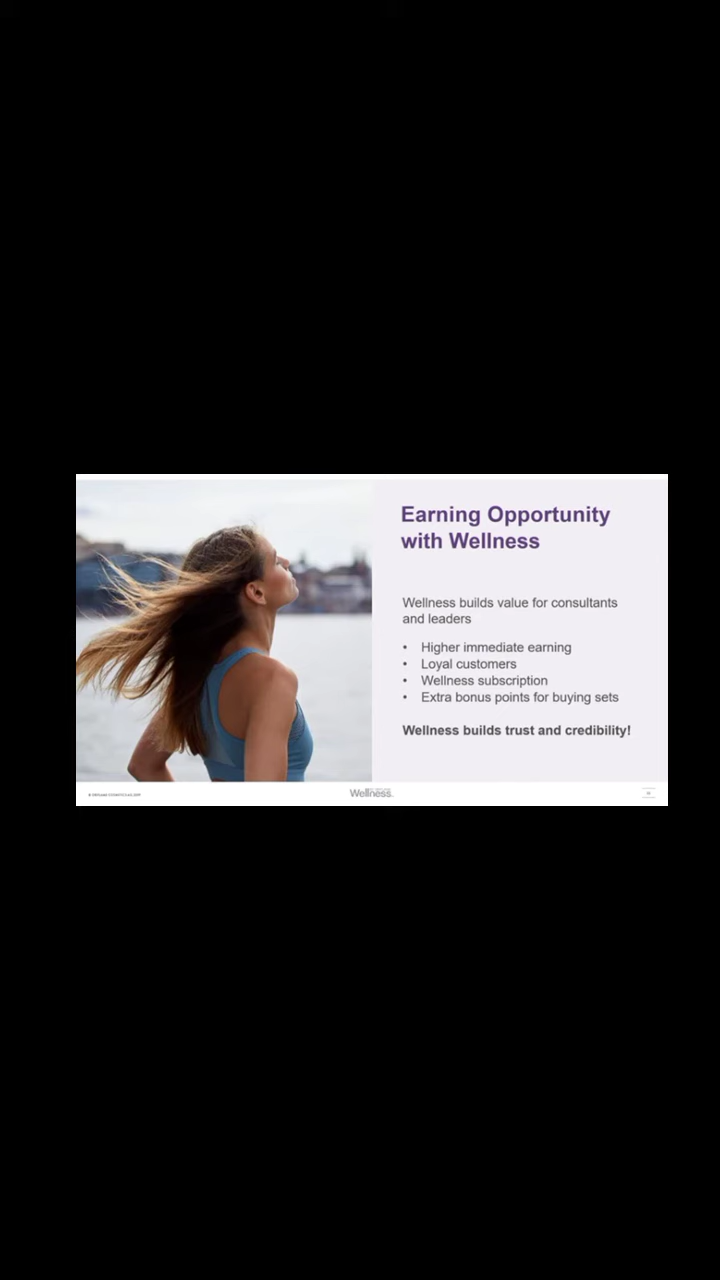 Earning Opportunity
with Wellness
Wellness builds value for consultants
and leaders
• Higher immediate earning
• Loyal customers
• Wellness subscription
• Extra bonus points for buying sets
Wellness builds trust and credibility!
Wellness.